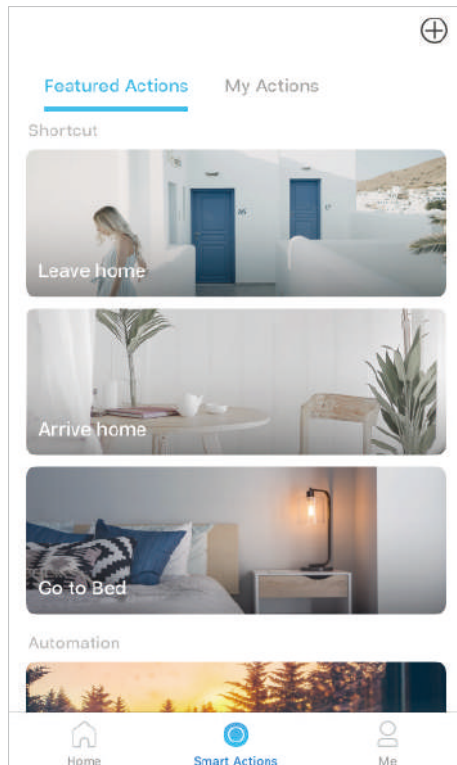 Featured Actions My Actions
Shortcut
Leave home
Arrive home
Go to Bed
Automation
Home Smart Actions Me